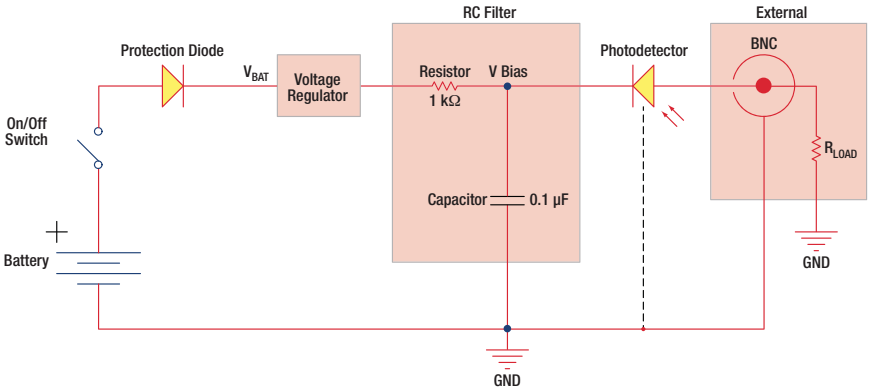 RC Filter
External
Protection Diode
V_BAT
Voltage
Regulator
Resistor
1 kΩ
V Bias
Photodetector
BNC
On/Off
Switch
R_LOAD
Capacitor
0.1 µF
+
Battery
GND
GND